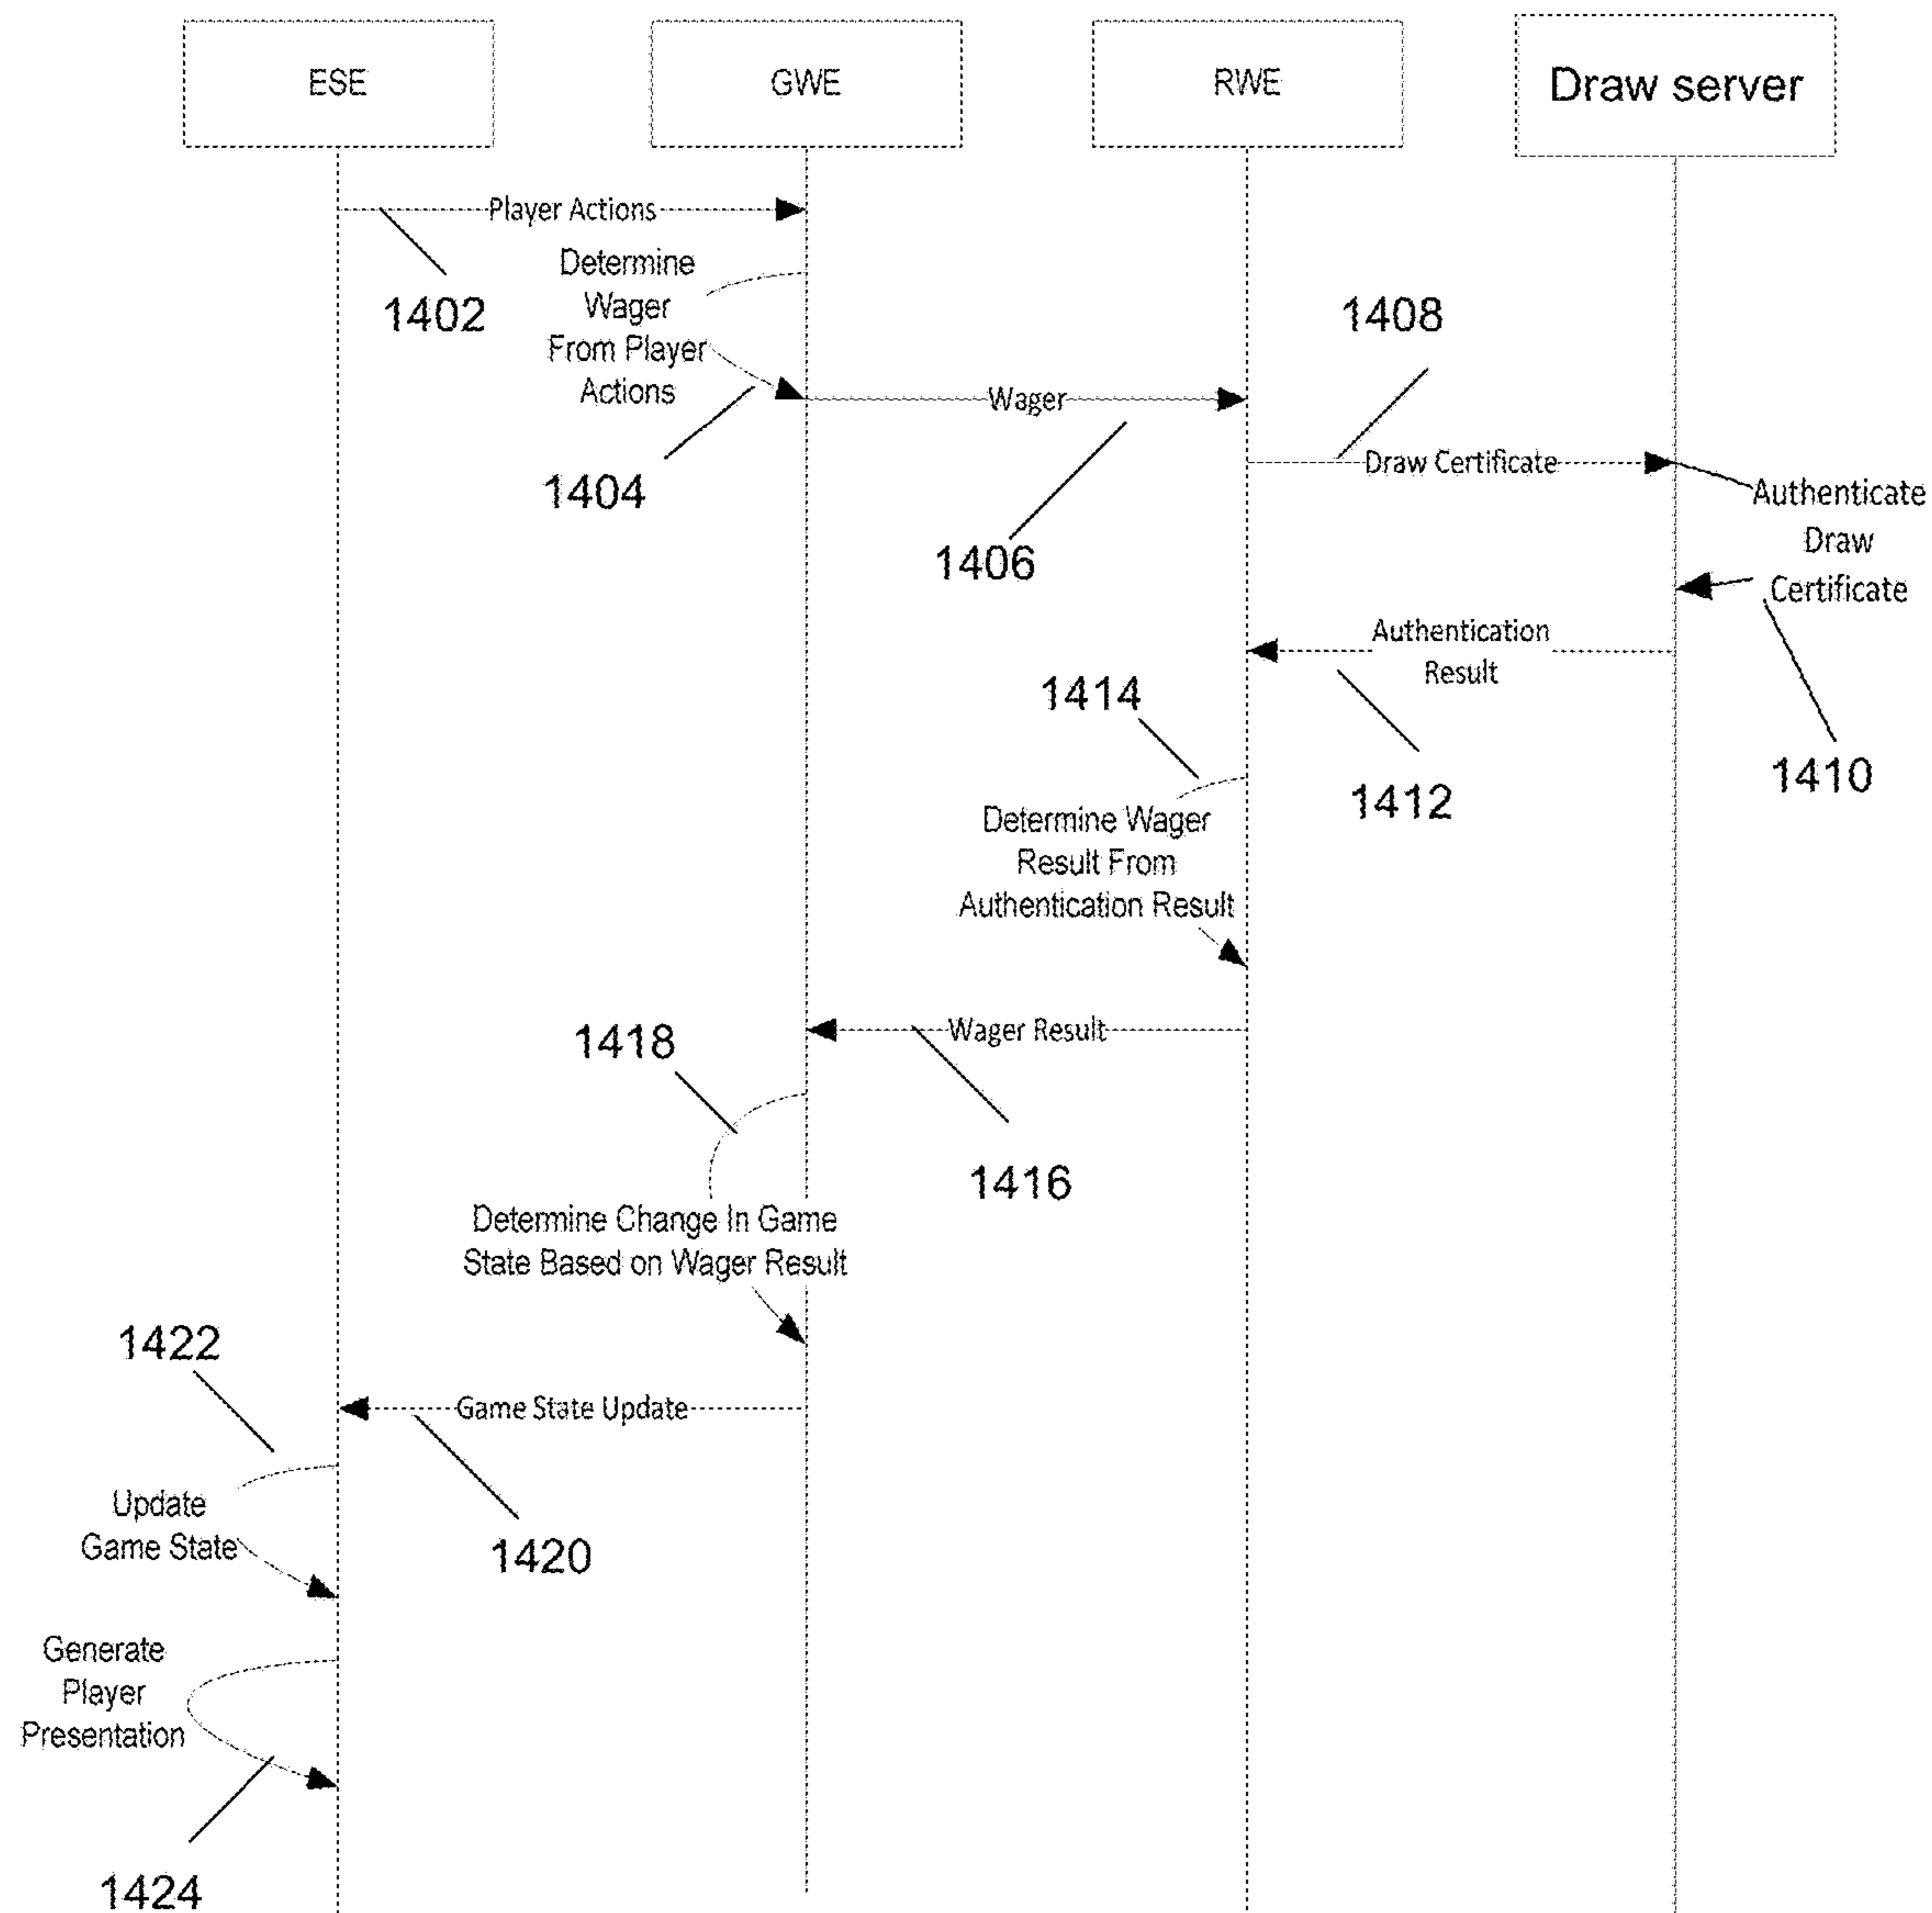 ESE
GWE
RWE
Draw server
Player Actions
1402
Determine
Wager
From Player
Actions
1404
Wager
1406
1408
Draw Certificate
Authenticate
Draw
Certificate
1410
Authentication
Result
1412
1414
Determine Wager
Result From
Authentication Result
Wager Result
1416
1418
Determine Change In Game
State Based on Wager Result
Game State Update
1420
1422
Update
Game State
Generate
Player
Presentation
1424